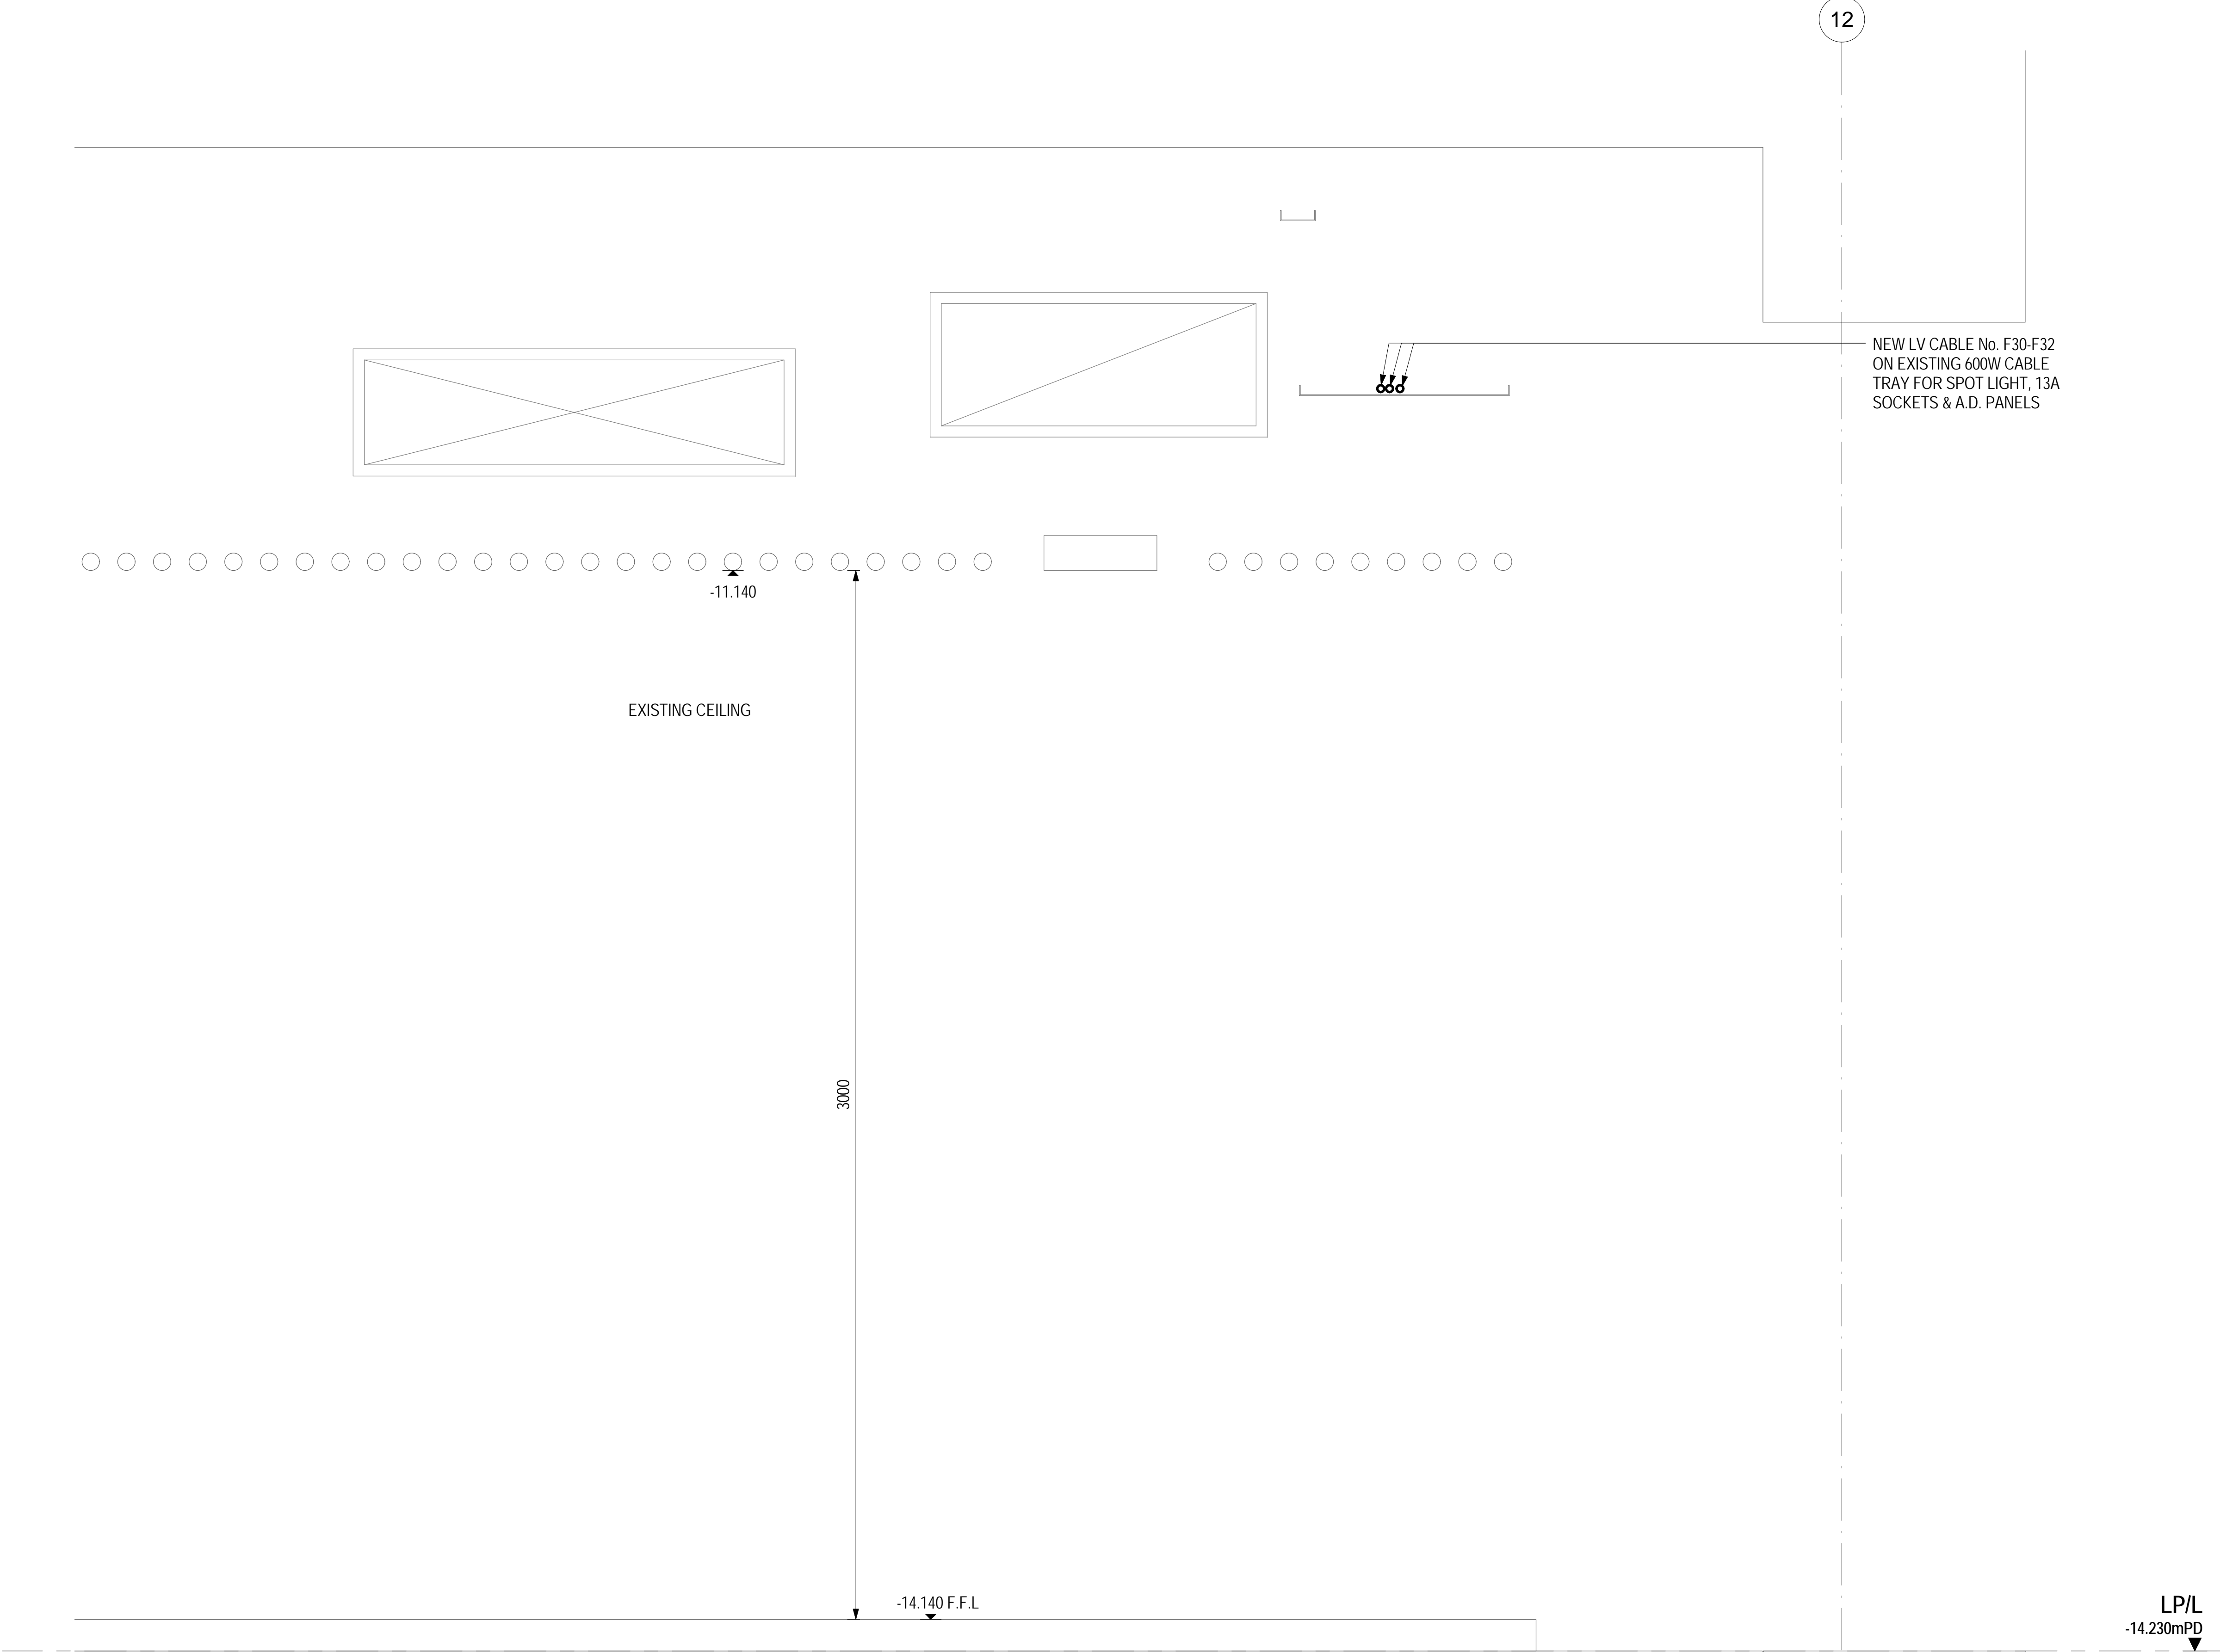 12
NEW LV CABLE No. F30-F32
ON EXISTING 600W CABLE
TRAY FOR SPOT LIGHT, 13A
SOCKETS & A.D. PANELS
-11.140
EXISTING CEILING
3000
-14.140 F.F.L
LP/L
-14.230mPD